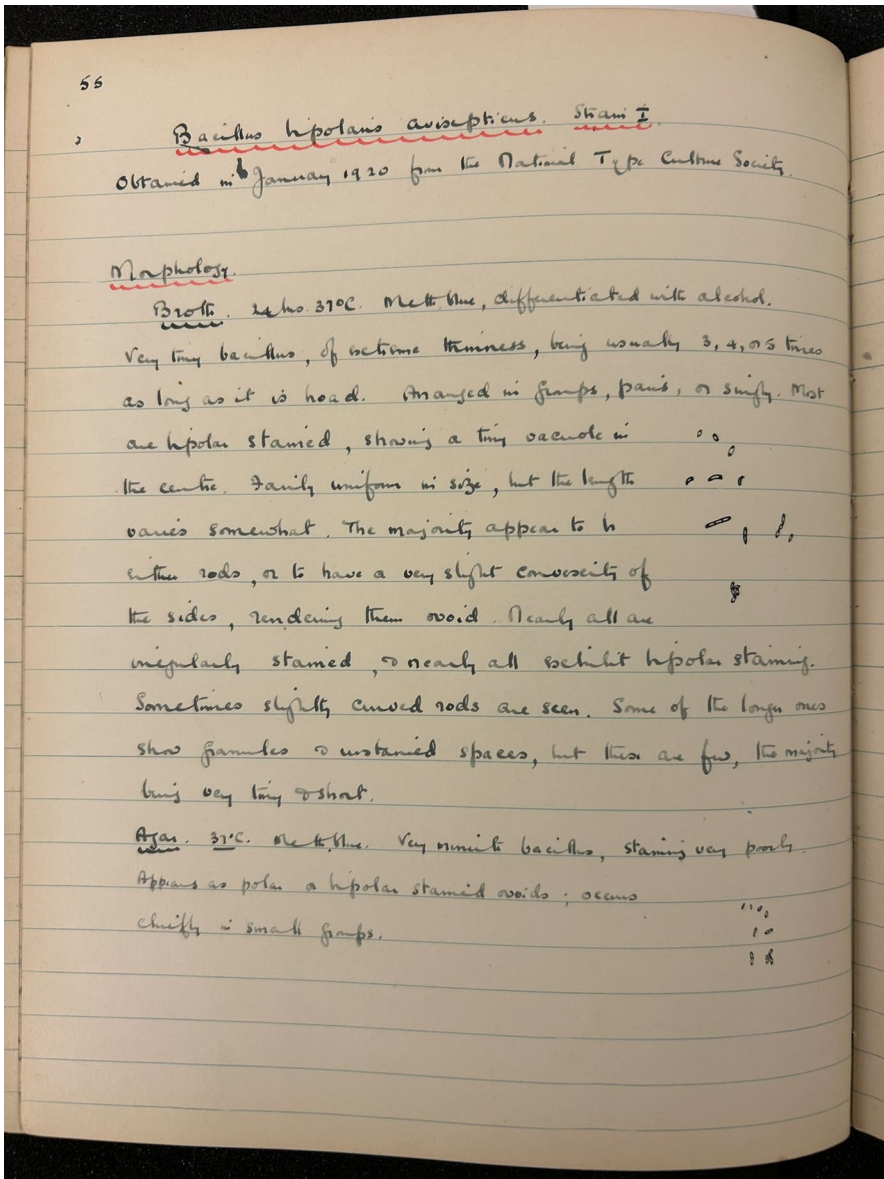 55
Bacillus bipolaris avisepticus. Strain I.
Obtained in January 1920 from the National Type Culture Society.
Morphology.
Broth. 24 hrs. 37°C. Meth. blue, differentiated with alcohol.
Very tiny bacillus, of extreme thinness, being usually 3, 4, or 5 times
as long as it is broad. Arranged in groups, pairs, or singly. Most
are bipolar stained, showing a tiny vacuole in
the centre. Fairly uniform in size, but the length
varies somewhat. The majority appear to be
either rods, or to have a very slight convexity of
the sides, rendering them ovoid. Nearly all are
irregularly stained, & nearly all exhibit bipolar staining.
Sometimes slightly curved rods are seen. Some of the longer ones
show granules & unstained spaces, but these are few, the majority
being very tiny & short.
Agar. 37°C. Meth. blue. Very minute bacillus, staining very poorly.
Appears as polar or bipolar stained ovoids; occurs
chiefly in small groups.